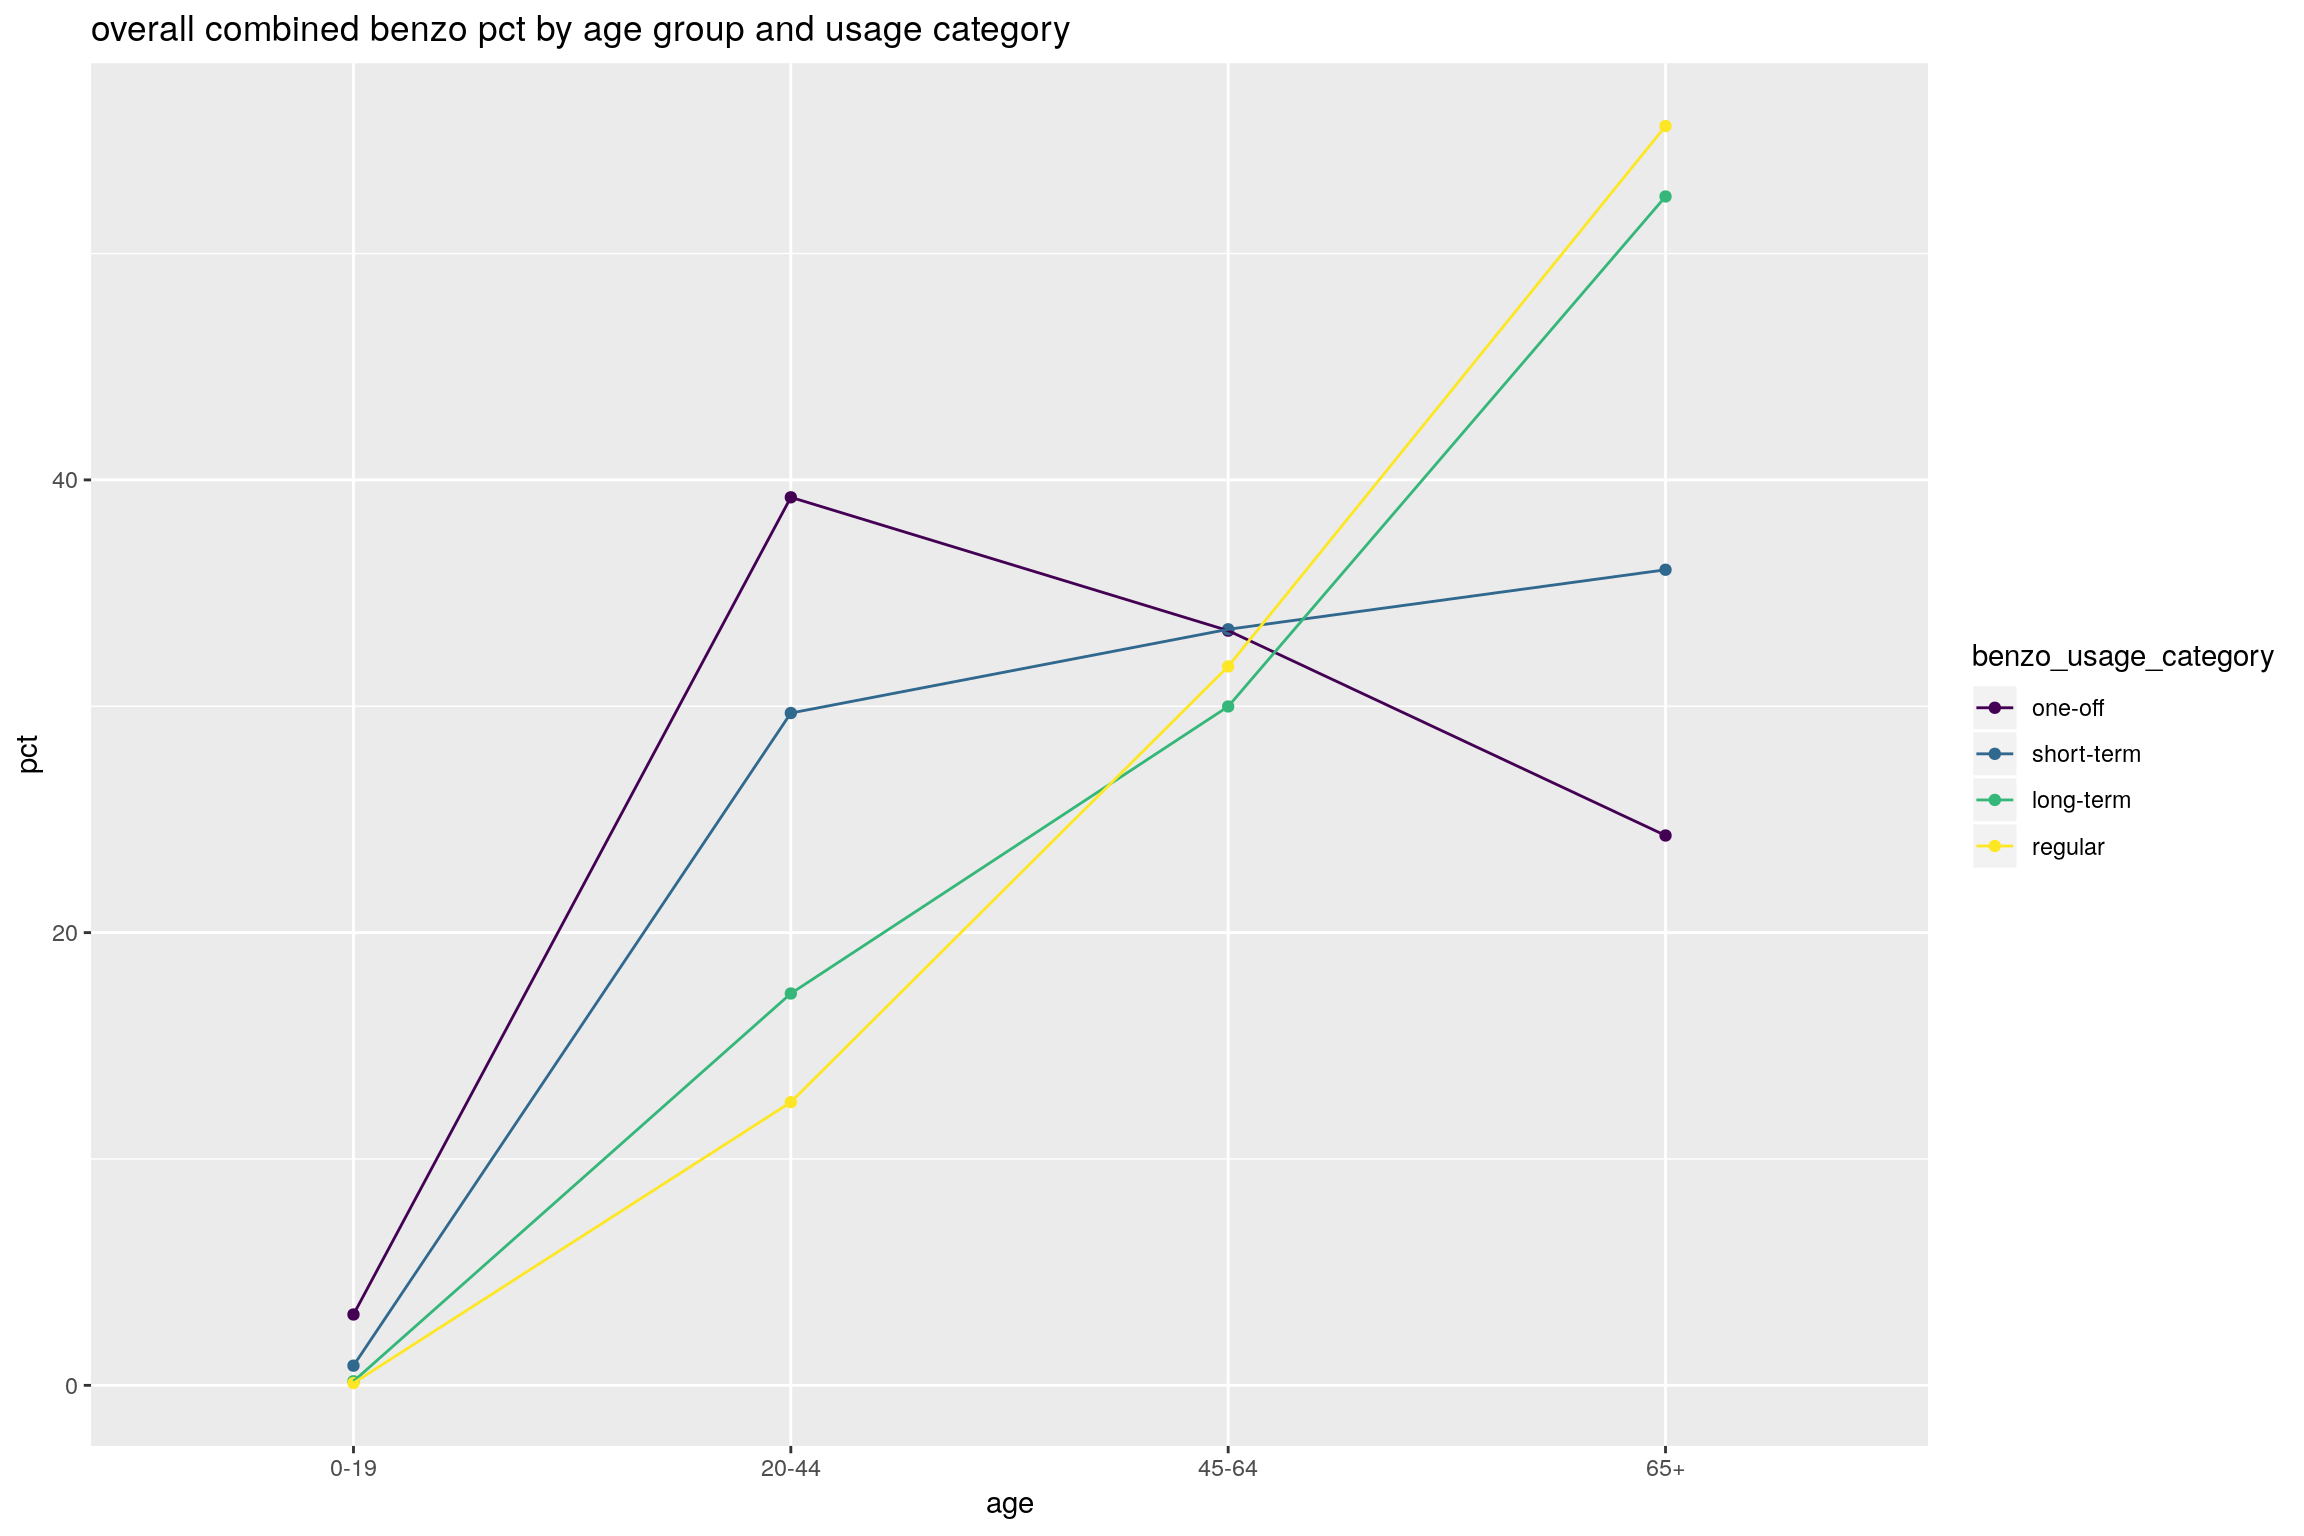 overall combined benzo pct by age group and usage category
pct
40
20
0
0-19 20-44 45-64 65+
age
benzo_usage_category
one-off
short-term
long-term
regular